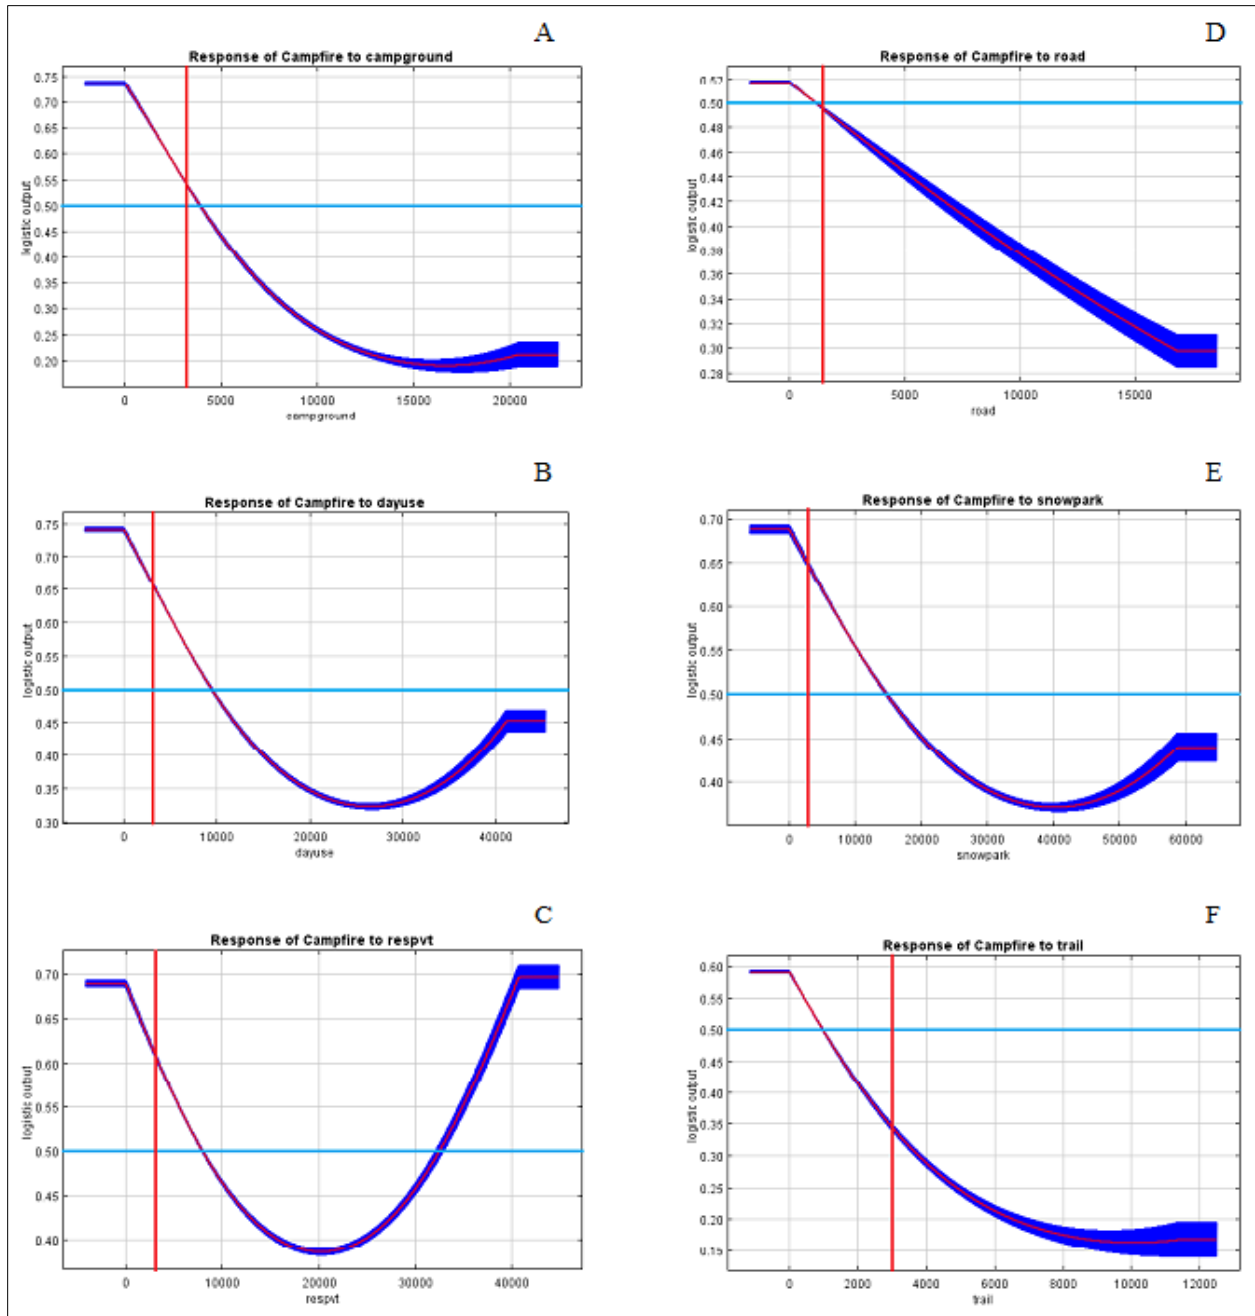 A
Response of Campfire to campground
0.75
0.70
0.65
0.60
0.55
0.50
0.45
0.40
0.35
0.30
0.25
0.20
logistic output
0 5000 10000 15000 20000
campground
D
Response of Campfire to road
0.52
0.50
0.48
0.46
0.44
0.42
0.40
0.38
0.36
0.34
0.32
0.30
0.28
logistic output
0 5000 10000 15000
road
B
Response of Campfire to dayuse
0.75
0.70
0.65
0.60
0.55
0.50
0.45
0.40
0.35
0.30
logistic output
0 10000 20000 30000 40000
dayuse
E
Response of Campfire to snowpark
0.70
0.65
0.60
0.55
0.50
0.45
0.40
logistic output
0 10000 20000 30000 40000 50000 60000
snowpark
C
Response of Campfire to respvt
0.70
0.60
0.55
0.50
0.45
0.40
logistic output
0 10000 20000 30000 40000
respvt
F
Response of Campfire to trail
0.60
0.55
0.50
0.45
0.40
0.35
0.30
0.25
0.20
0.15
logistic output
0 2000 4000 6000 8000 10000 12000
trail